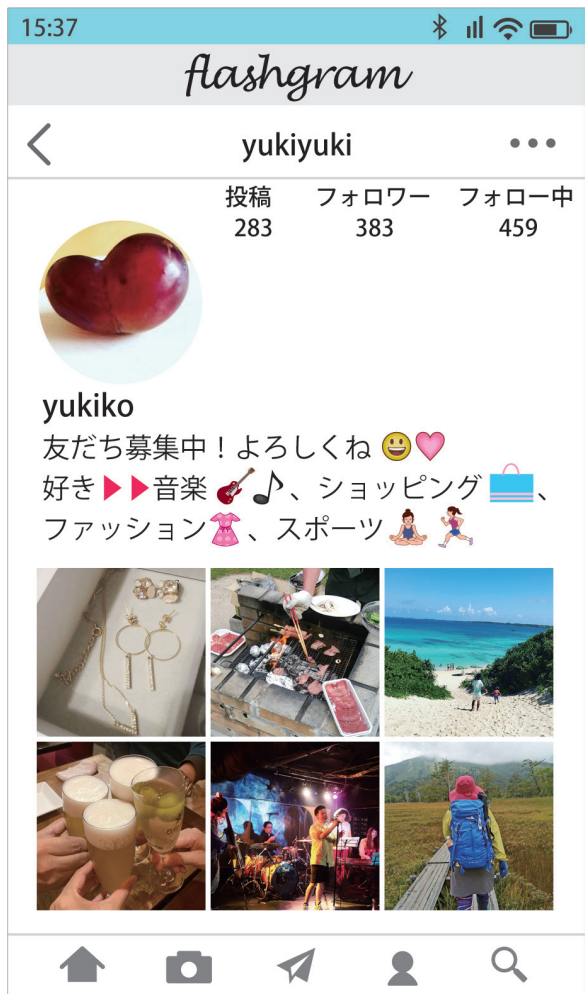 15:37
flashgram
yukiyuki
投稿 フォロワー フォロー中
283 383 459
yukiko
友だち募集中！よろしくね 😃💗
好き▶▶音楽 🎸♪、ショッピング 🛍、
ファッション👗、スポーツ🧘🏃‍♀️